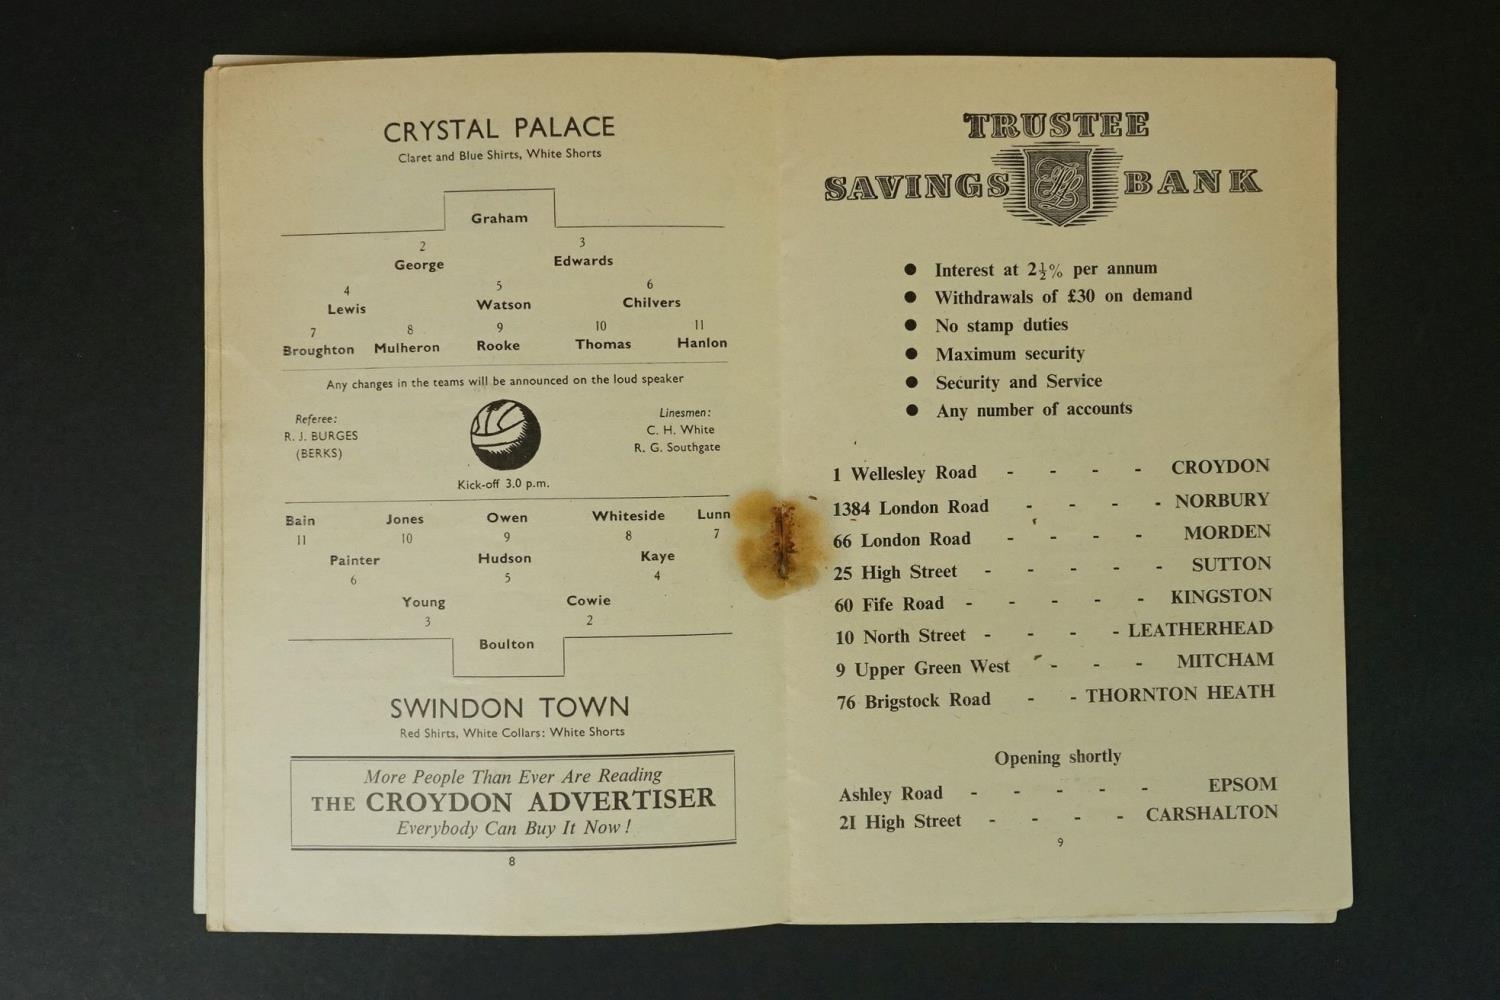 CRYSTAL PALACE
Claret and Blue Shirts, White Shorts
Graham
2 3
George Edwards
4 5 6
Lewis Watson Chilvers
7 8 9 10 11
Broughton Mulheron Rooke Thomas Hanlon
Any changes in the teams will be announced on the loud speaker
Referee:
R. J. BURGES
(BERKS)
Linesmen:
C. H. White
R. G. Southgate
Kick-off 3.0 p.m.
Bain Jones Owen Whiteside Lunn
11 10 9 8 7
Painter Hudson Kaye
6 5 4
Young Cowie
3 2
Boulton
SWINDON TOWN
Red Shirts, White Collars: White Shorts
More People Than Ever Are Reading
THE CROYDON ADVERTISER
Everybody Can Buy It Now!
8
TRUSTEE
SAVINGS TSB BANK
● Interest at 2½% per annum
● Withdrawals of £30 on demand
● No stamp duties
● Maximum security
● Security and Service
● Any number of accounts
1 Wellesley Road - - - - CROYDON
1384 London Road - - - - NORBURY
66 London Road - - - - MORDEN
25 High Street - - - - - SUTTON
60 Fife Road - - - - - KINGSTON
10 North Street - - - - LEATHERHEAD
9 Upper Green West - - - MITCHAM
76 Brigstock Road - - THORNTON HEATH
Opening shortly
Ashley Road - - - - - EPSOM
2I High Street - - - - CARSHALTON
9